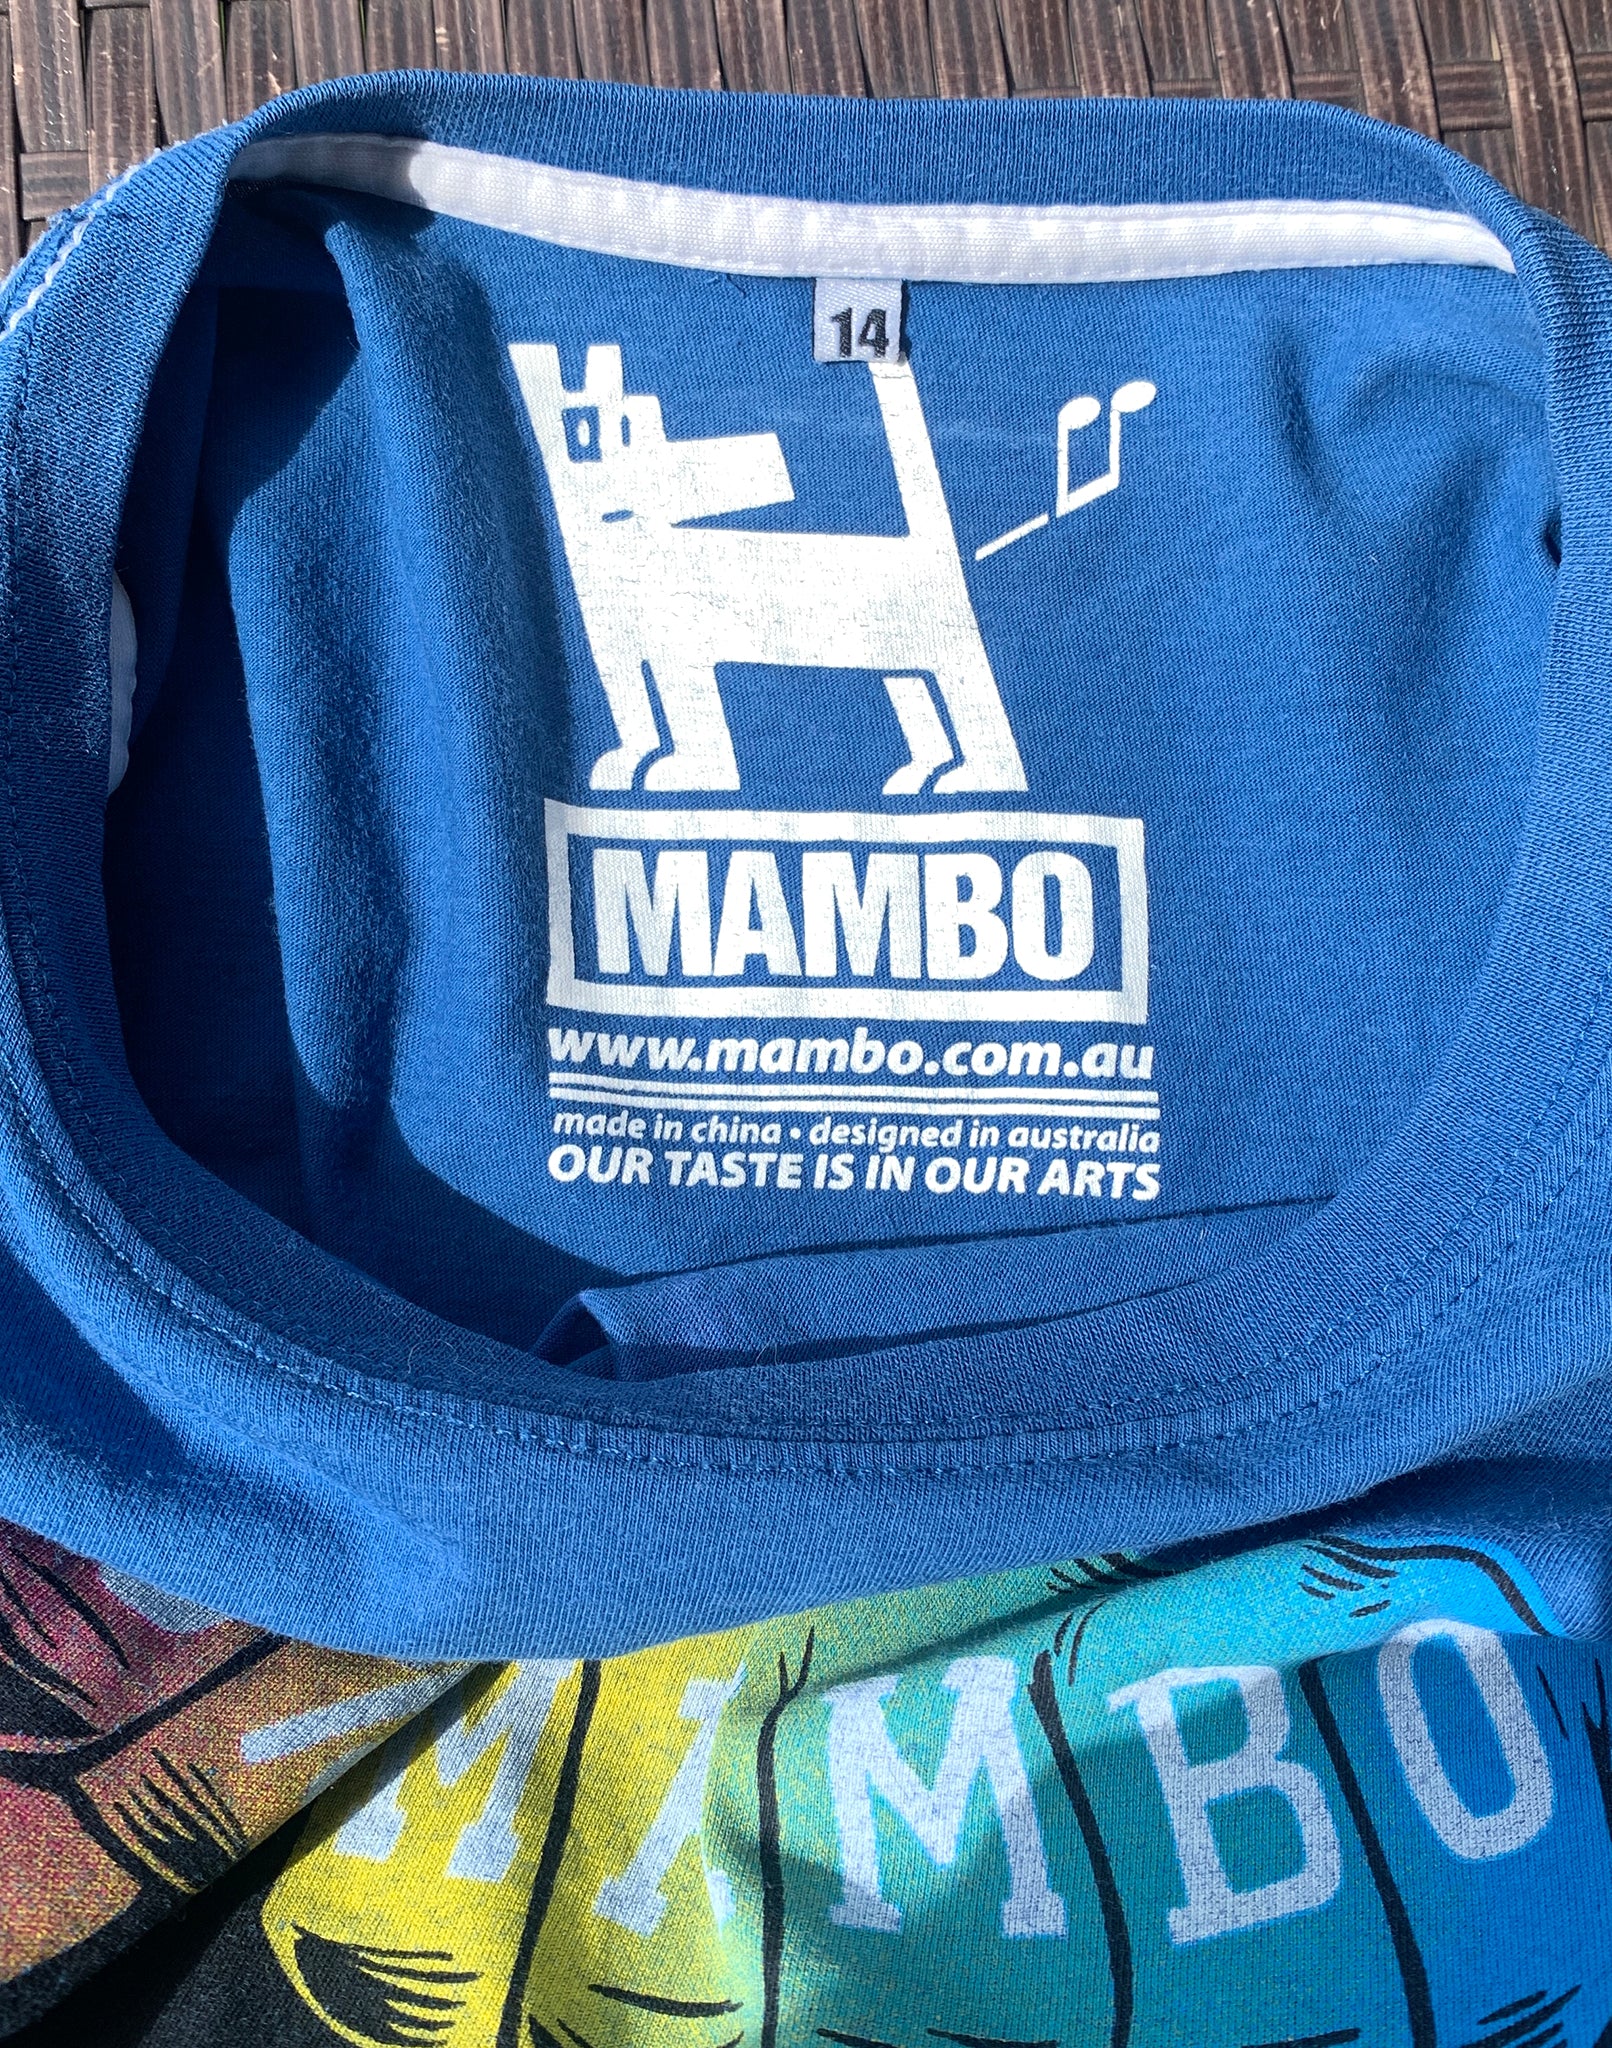 14
MAMBO
www.mambo.com.au
made in china • designed in australia
OUR TASTE IS IN OUR ARTS
MAMBO